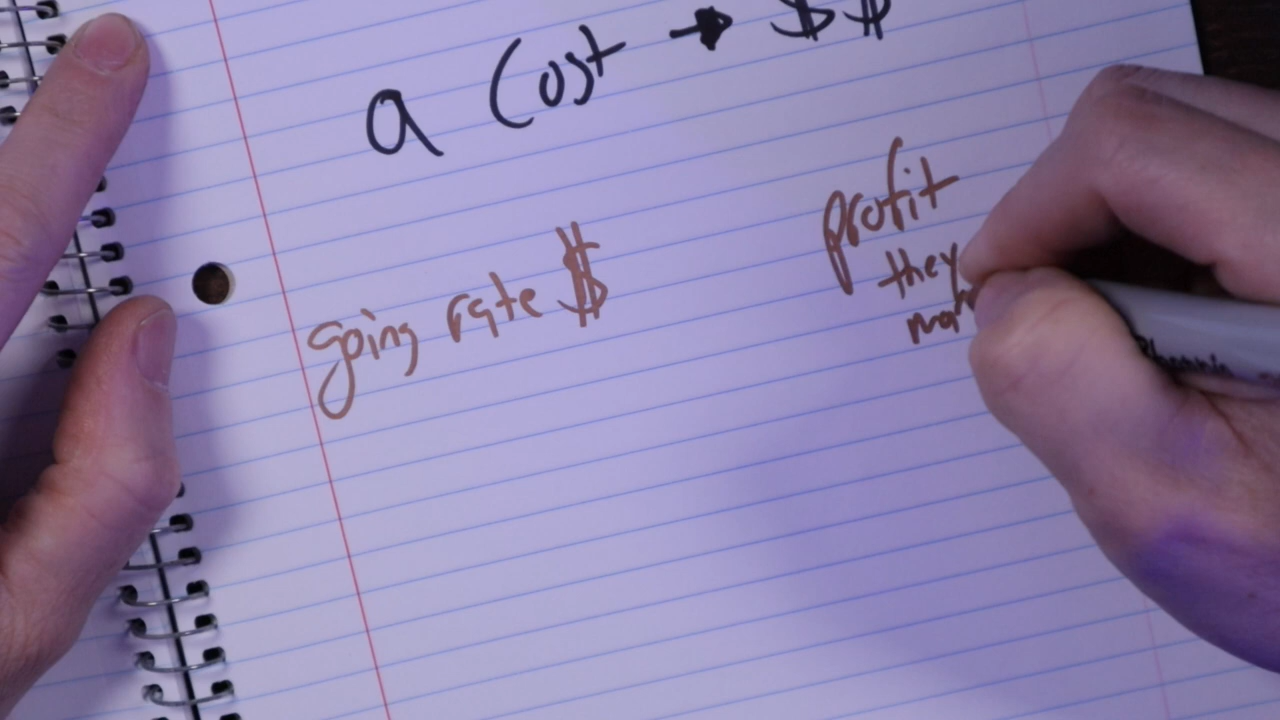 a Cost → $$
going rate $
profit
they